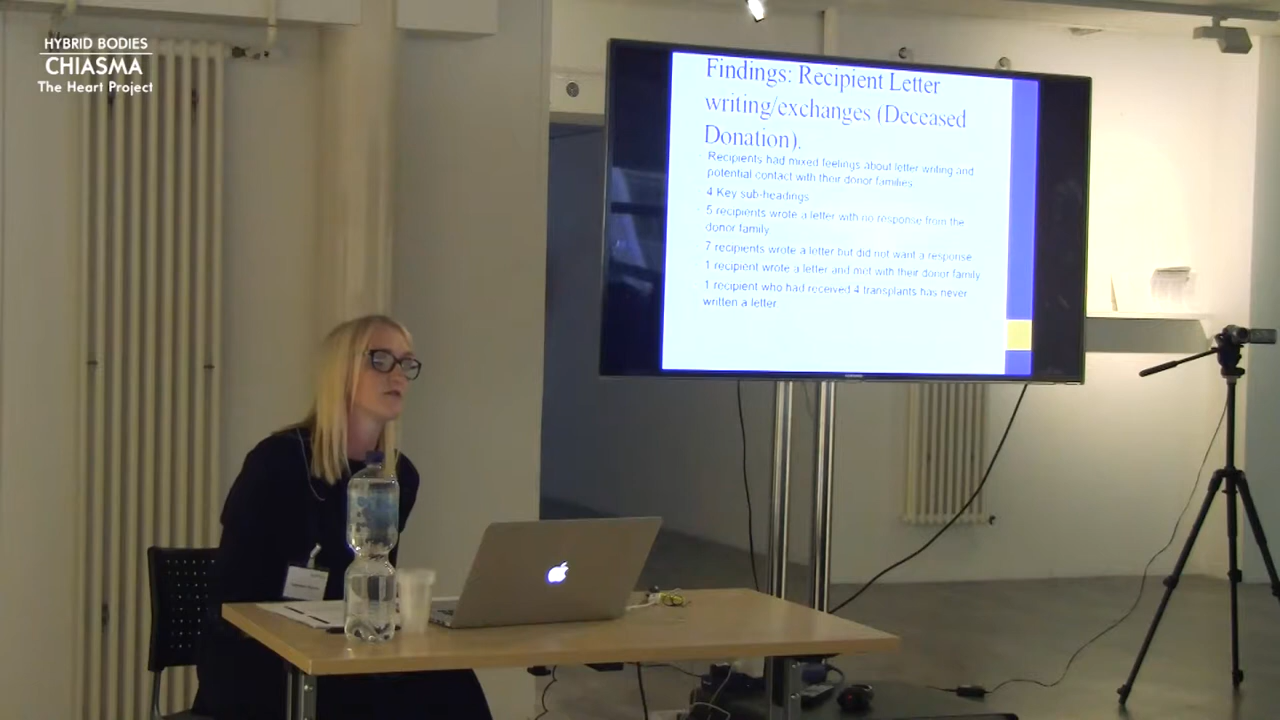 HYBRID BODIES
CHIASMA
The Heart Project
Findings: Recipient Letter
writing/exchanges (Deceased
Donation).
Recipients had mixed feelings about letter writing and
potential contact with their donor families
4 Key sub-headings
5 recipients wrote a letter with no response from the
donor family
7 recipients wrote a letter but did not want a response
1 recipient wrote a letter and met with their donor family
1 recipient who had received 4 transplants has never
written a letter